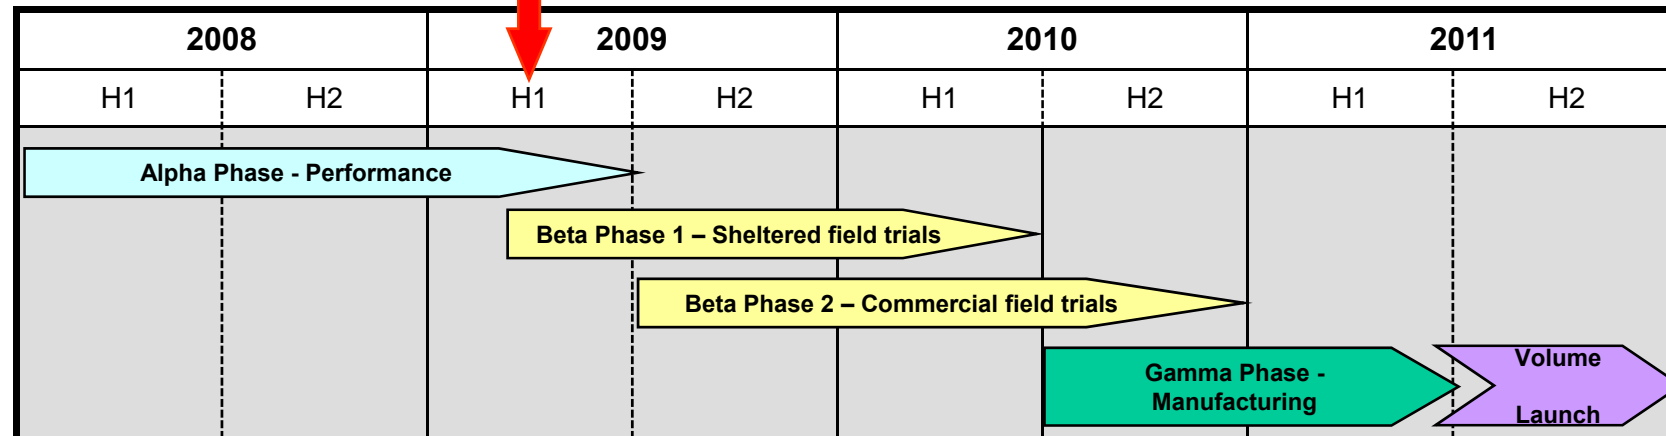 2008 2009 2010 2011
H1 H2 H1 H2 H1 H2 H1 H2
Alpha Phase - Performance
Beta Phase 1 – Sheltered field trials
Beta Phase 2 – Commercial field trials
Gamma Phase -
Manufacturing
Volume
Launch